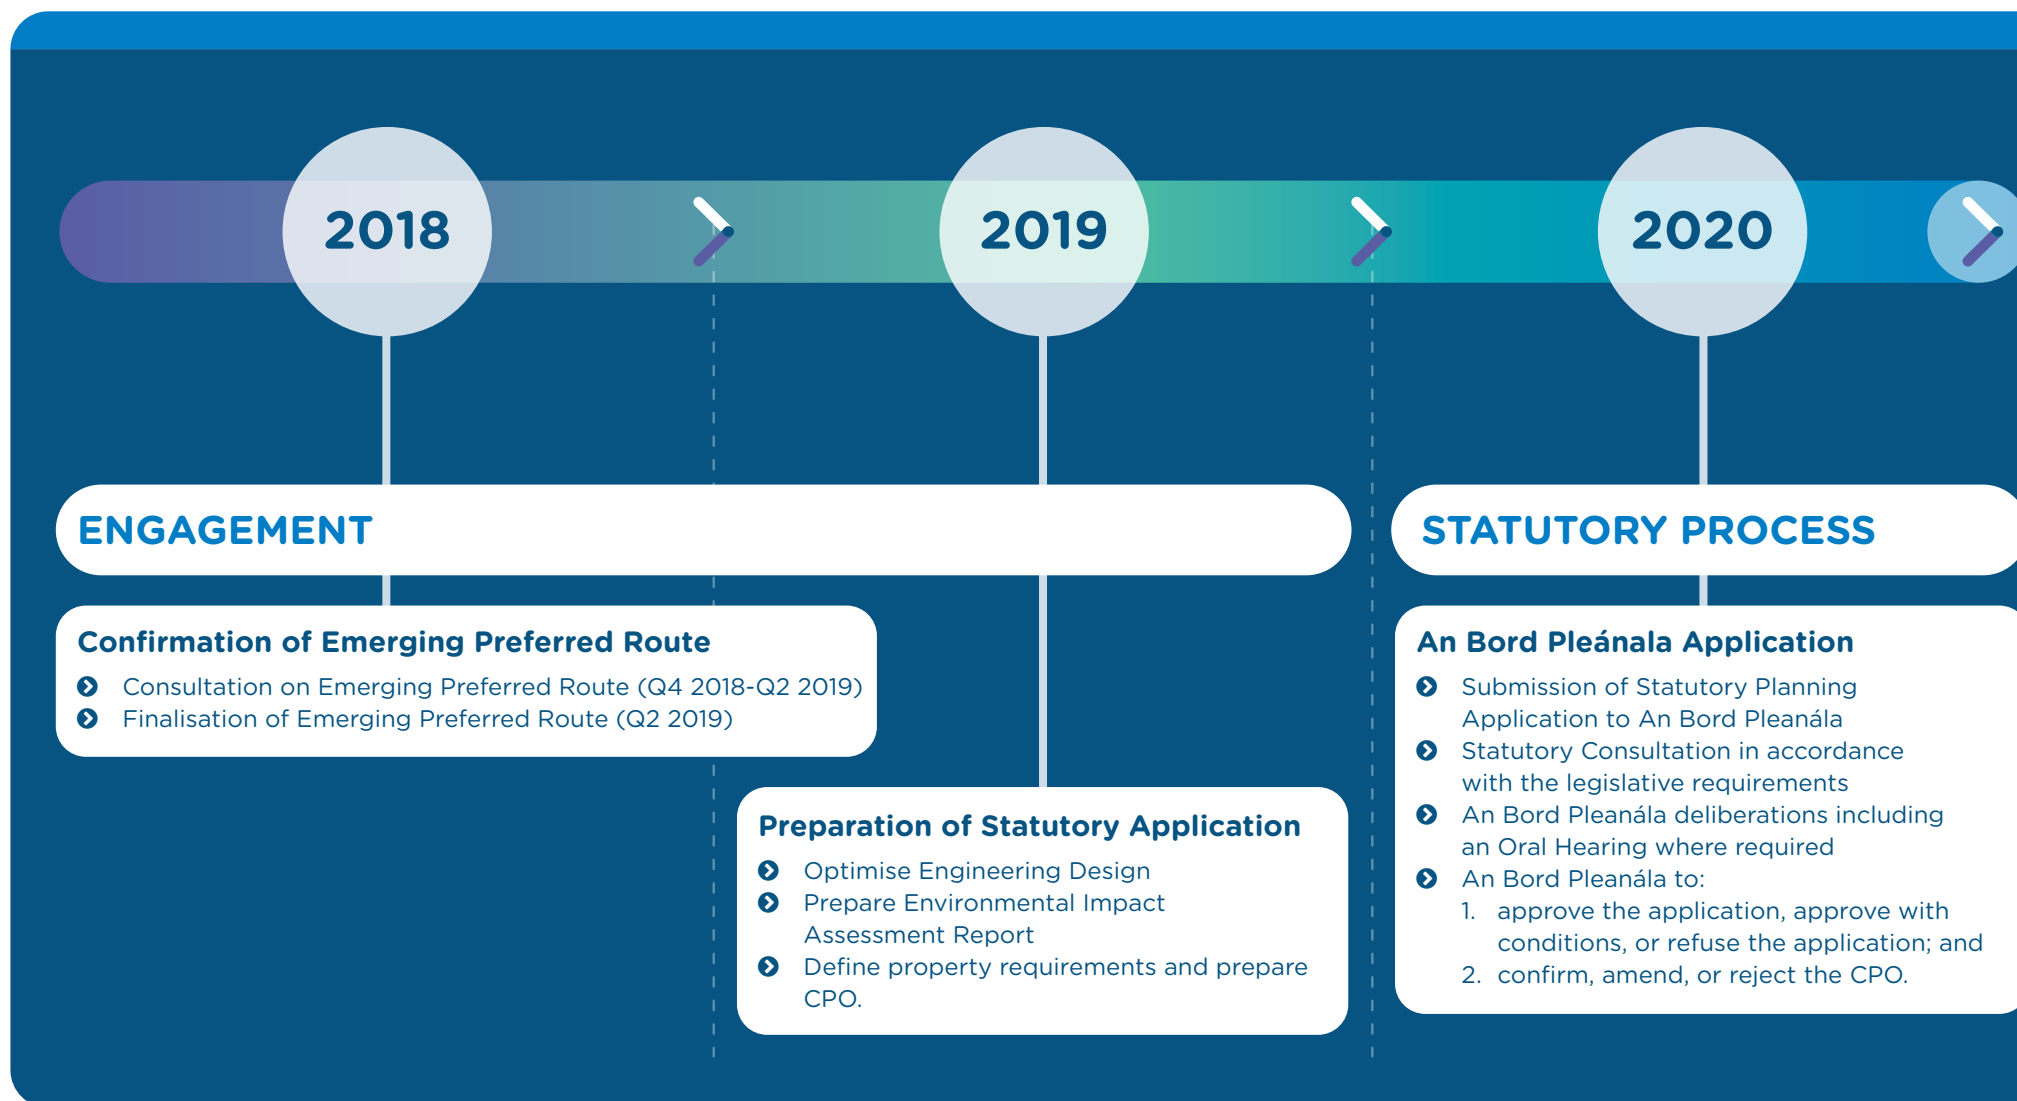 2018
2019
2020
ENGAGEMENT
STATUTORY PROCESS
Confirmation of Emerging Preferred Route
Consultation on Emerging Preferred Route (Q4 2018-Q2 2019)
Finalisation of Emerging Preferred Route (Q2 2019)
Preparation of Statutory Application
Optimise Engineering Design
Prepare Environmental Impact
Assessment Report
Define property requirements and prepare
CPO.
An Bord Pleánala Application
Submission of Statutory Planning
Application to An Bord Pleanála
Statutory Consultation in accordance
with the legislative requirements
An Bord Pleanála deliberations including
an Oral Hearing where required
An Bord Pleanála to:
1. approve the application, approve with
conditions, or refuse the application; and
2. confirm, amend, or reject the CPO.